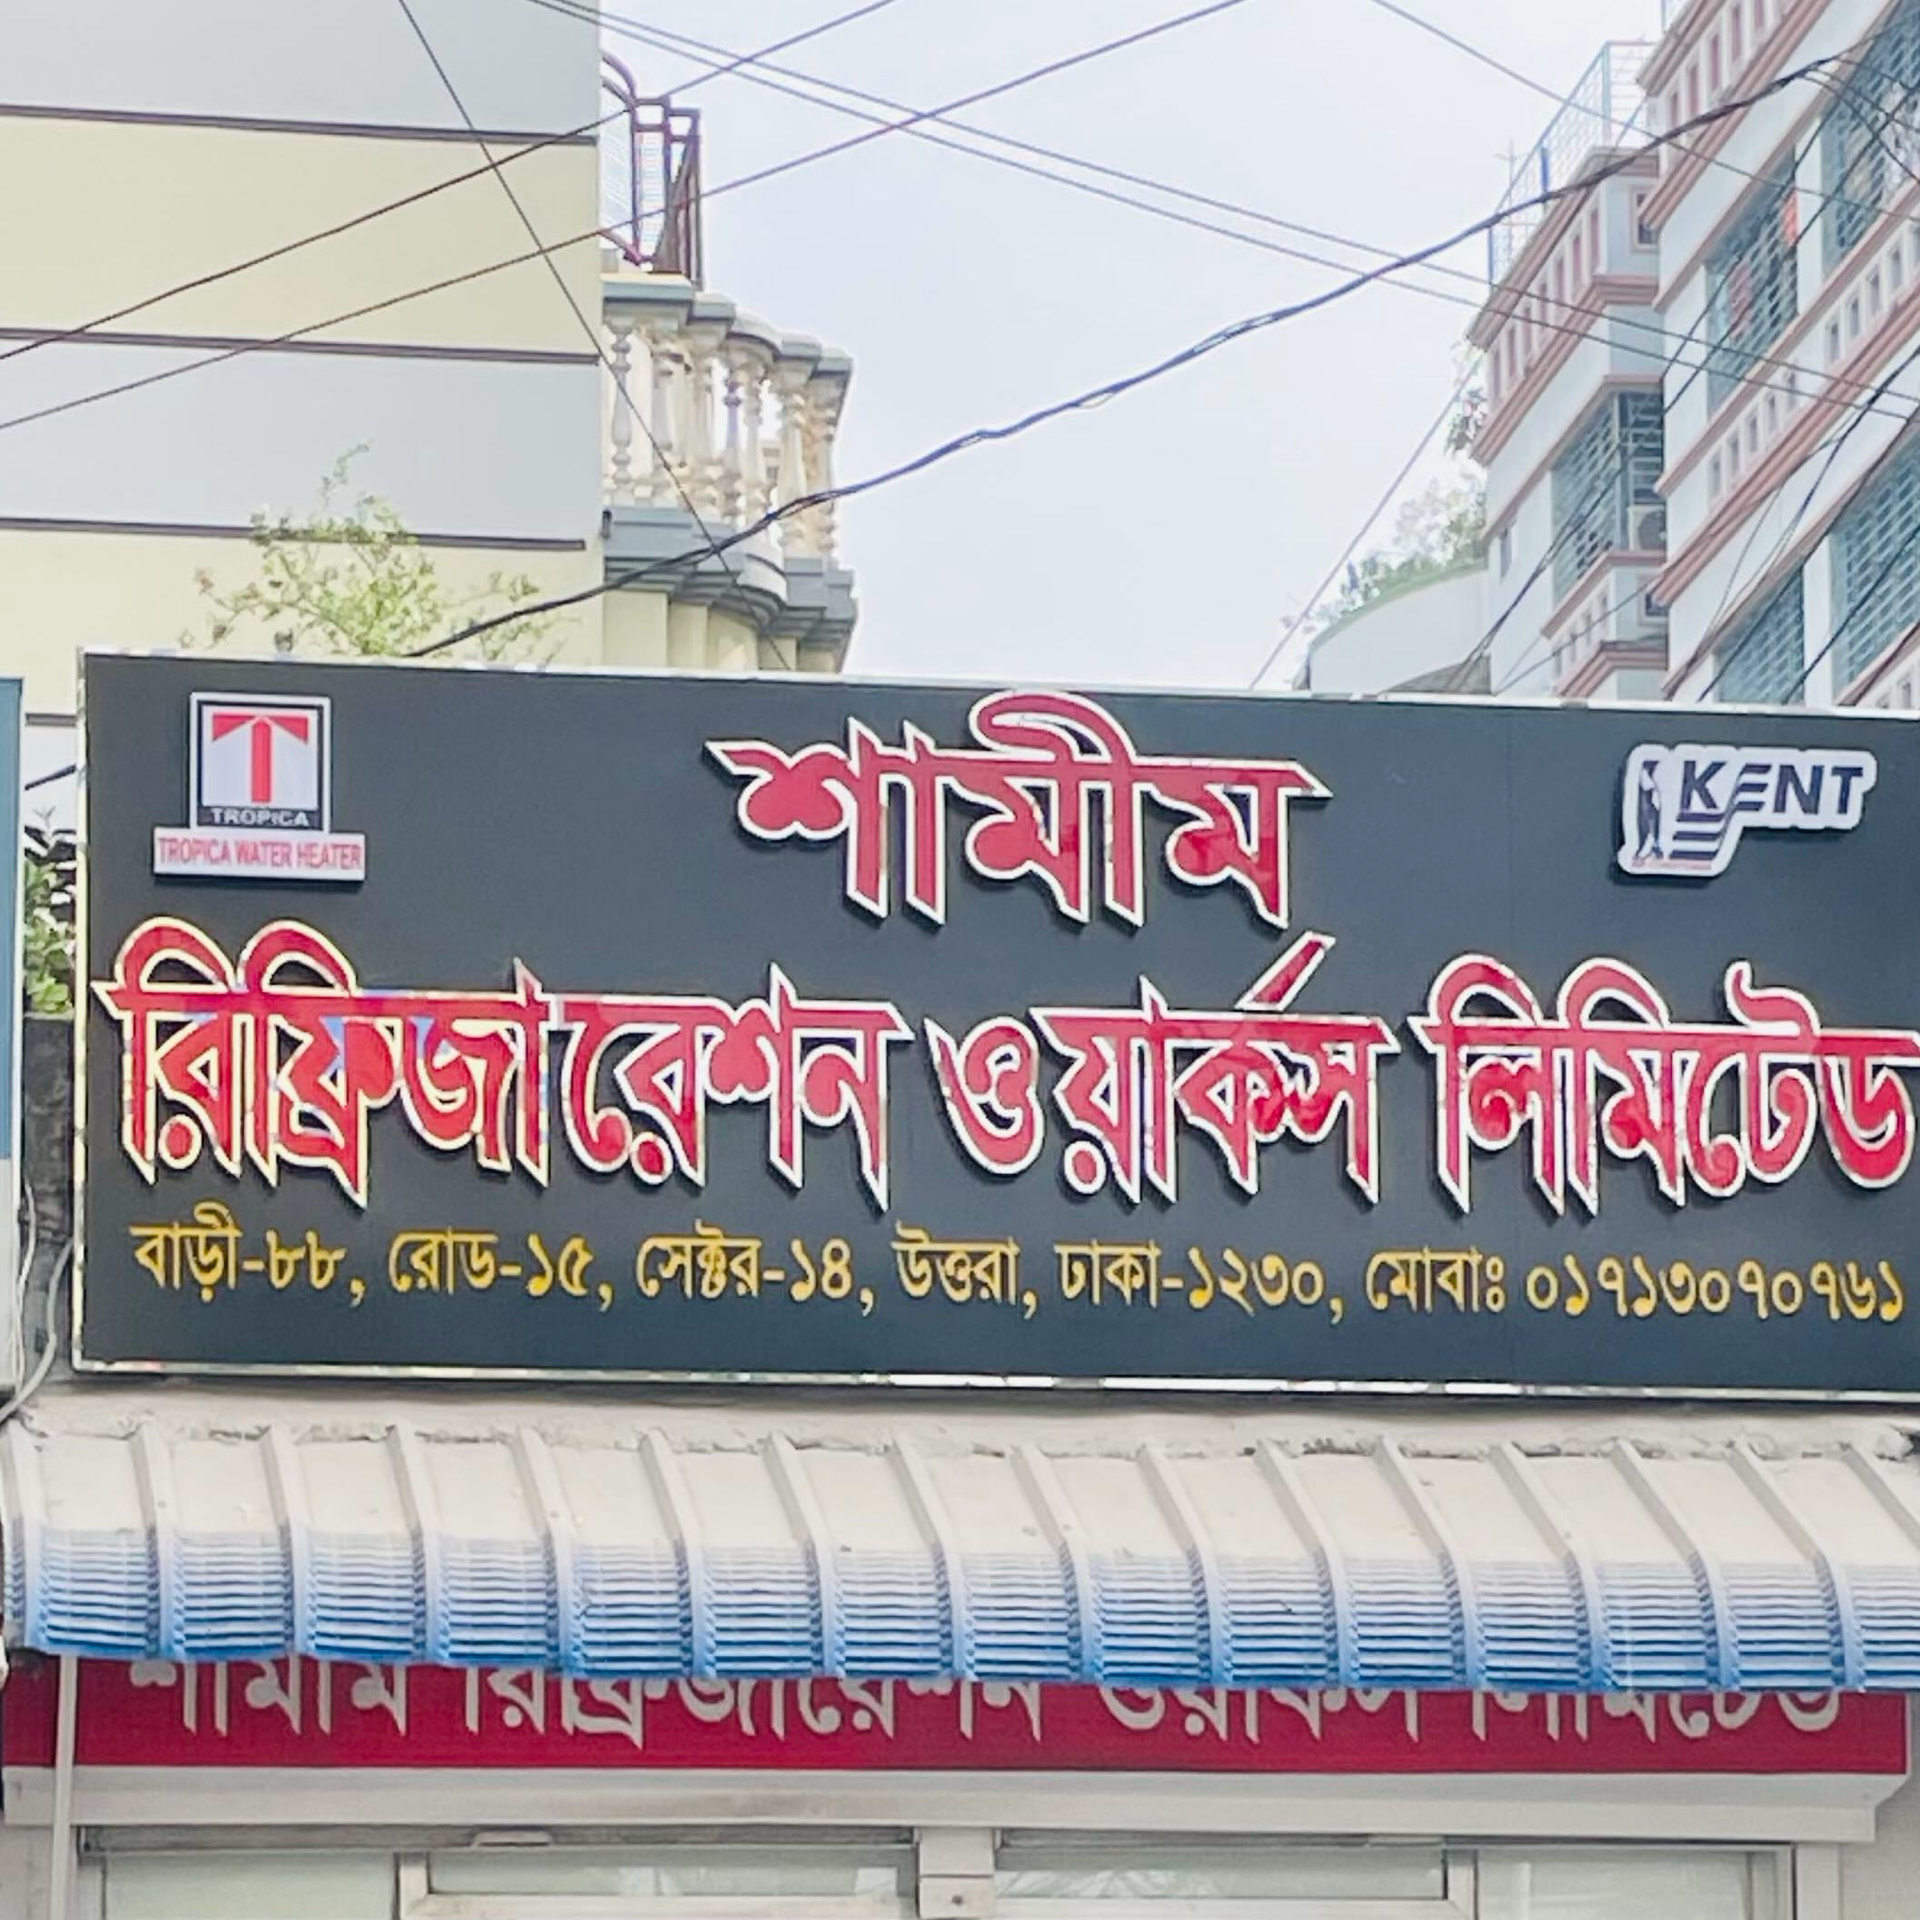 TROPICA
TROPICA WATER HEATER
KENT
শামীম
রিফ্রিজারেশন ওয়ার্কস লিমিটেড
বাড়ী-৮৮, রোড-১৫, সেক্টর-১৪, উত্তরা, ঢাকা-১২৩০, মোবাঃ ০১৭১৩০৭০৭৬১
শামীম রিফ্রিজারেশন ওয়ার্কস লিমিটেড